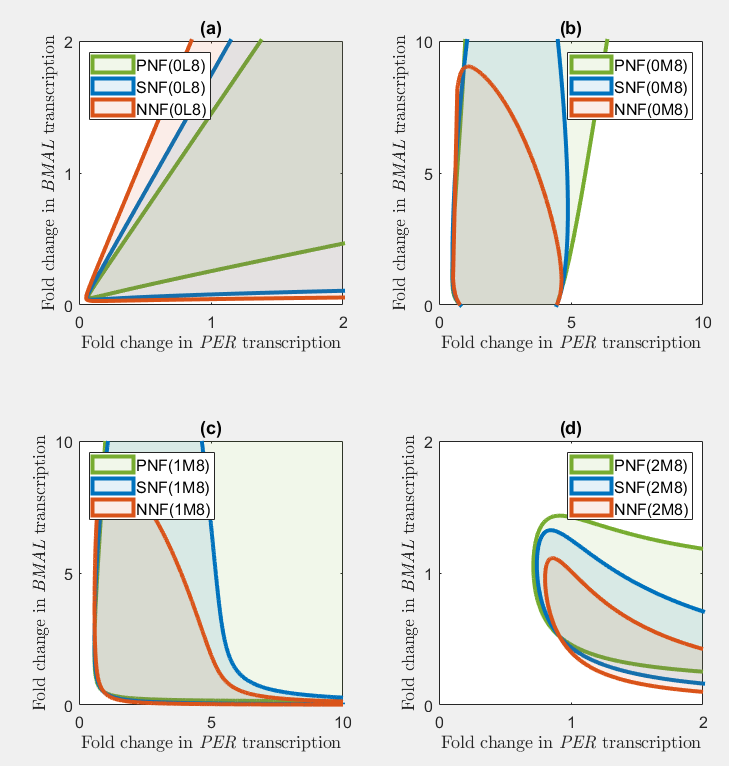 (a)
Fold change in BMAL transcription
2
1
0
PNF(0L8)
SNF(0L8)
NNF(0L8)
0 1 2
Fold change in PER transcription
(b)
Fold change in BMAL transcription
10
5
0
PNF(0M8)
SNF(0M8)
NNF(0M8)
0 5 10
Fold change in PER transcription
(c)
Fold change in BMAL transcription
10
5
0
PNF(1M8)
SNF(1M8)
NNF(1M8)
0 5 10
Fold change in PER transcription
(d)
Fold change in BMAL transcription
2
1
0
PNF(2M8)
SNF(2M8)
NNF(2M8)
0 1 2
Fold change in PER transcription